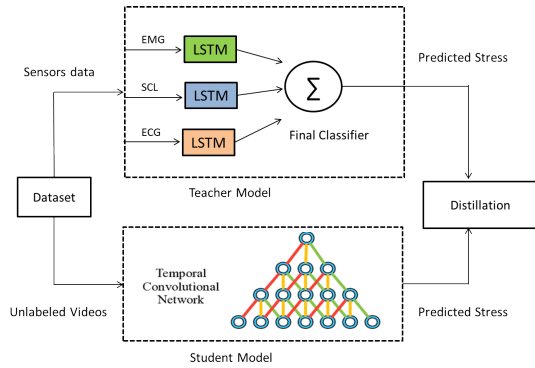 EMG
LSTM
Sensors data
SCL
LSTM
Σ
Predicted Stress
ECG
LSTM
Final Classifier
Teacher Model
Dataset
Distillation
Temporal
Convolutional
Network
Unlabeled Videos
Predicted Stress
Student Model